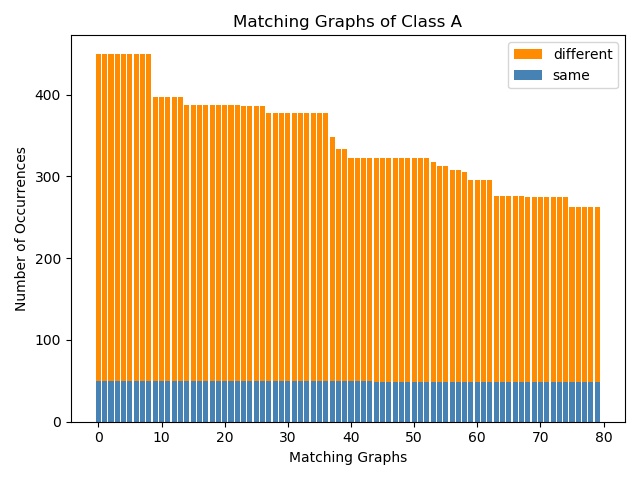 Matching Graphs of Class A
different
same
Number of Occurrences
400
300
200
100
0
0 10 20 30 40 50 60 70 80
Matching Graphs